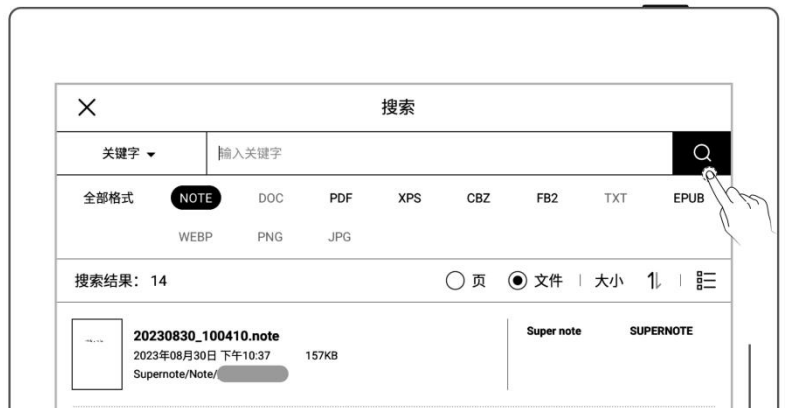 搜索
关键字 输入关键字
全部格式 NOTE DOC PDF XPS CBZ FB2 TXT EPUB
WEBP PNG JPG
搜索结果： 14 页 文件 大小
20230830_100410.note Super note SUPERNOTE
2023年08月30日 下午10:37 157KB
Supernote/Note/